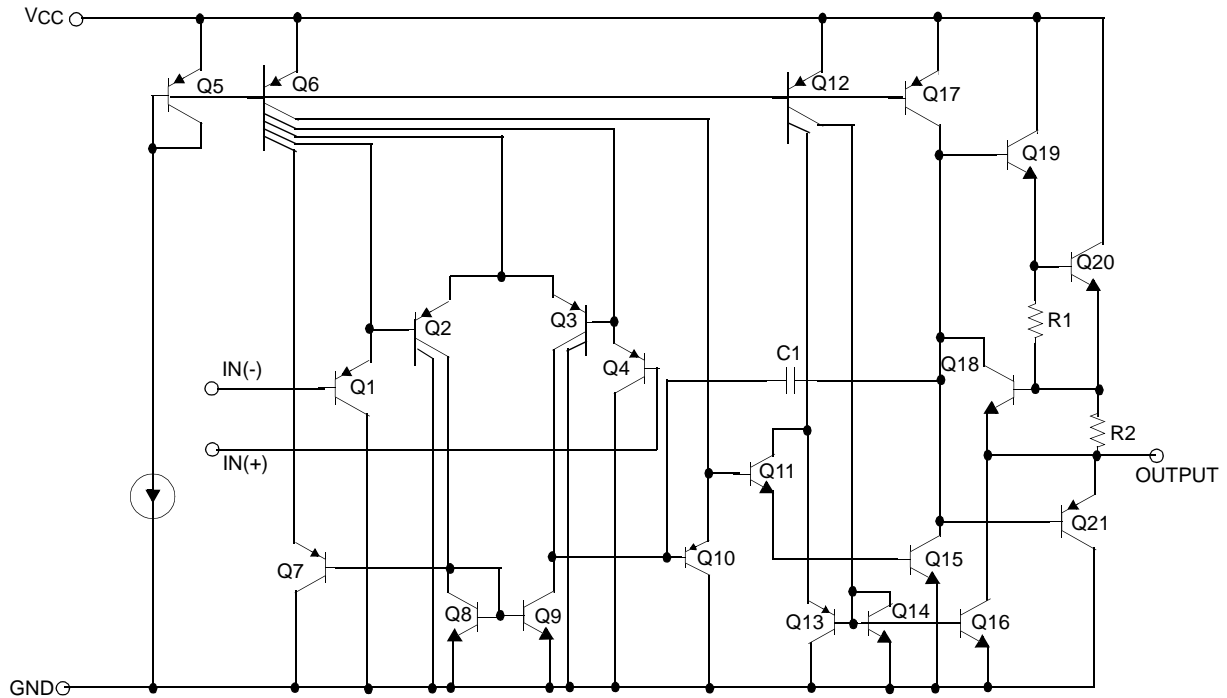 VCC
Q5
Q6
Q12
Q17
Q19
Q20
R1
Q2
Q3
C1
Q18
Q4
IN(-)
Q1
R2
IN(+)
Q11
OUTPUT
Q21
Q10
Q15
Q7
Q8
Q9
Q13
Q14
Q16
GND